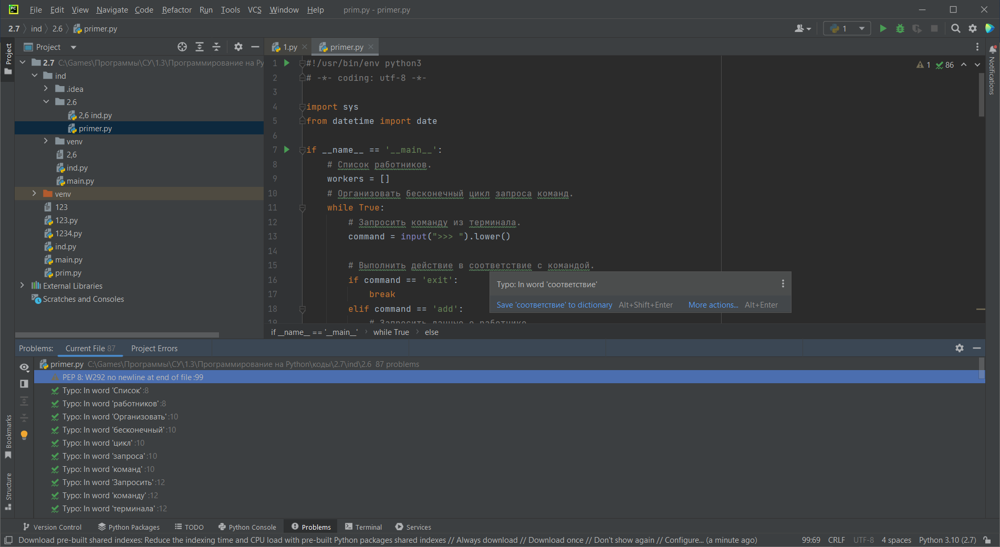 PC File Edit View Navigate Code Refactor Run Tools VCS Window Help prim.py - primer.py
2.7 ind 2.6 primer.py 1
Project
Project
2.7 C:\Games\Программы\СУ\1.3\Программирование на Py
ind
.idea
2.6
2,6 ind.py
primer.py
venv
2,6
ind.py
main.py
venv
123
123.py
1234.py
ind.py
main.py
prim.py
External Libraries
Scratches and Consoles
1.py primer.py
1 #!/usr/bin/env python3
2 # -*- coding: utf-8 -*-
3
4 import sys
5 from datetime import date
6
7 if __name__ == '__main__':
8 # Список работников.
9 workers = []
10 # Организовать бесконечный цикл запроса команд.
11 while True:
12 # Запросить команду из терминала.
13 command = input(">>> ").lower()
14
15 # Выполнить действие в соответствие с командой.
16 if command == 'exit':
17 break
18 elif command == 'add':
19 # Запросить данные о работнике.
1 86
Notifications
Typo: In word 'соответствие'
Save 'соответствие' to dictionary Alt+Shift+Enter More actions... Alt+Enter
if __name__ == '__main__' while True else
Problems: Current File 87 Project Errors
primer.py C:\Games\Программы\СУ\1.3\Программирование на Python\коды\2.7\ind\2.6 87 problems
PEP 8: W292 no newline at end of file :99
Typo: In word 'Список' :8
Typo: In word 'работников' :8
Typo: In word 'Организовать' :10
Typo: In word 'бесконечный' :10
Typo: In word 'цикл' :10
Typo: In word 'запроса' :10
Typo: In word 'команд' :10
Typo: In word 'Запросить' :12
Typo: In word 'команду' :12
Typo: In word 'терминала' :12
Bookmarks
Structure
Version Control Python Packages TODO Python Console Problems Terminal Services
Download pre-built shared indexes: Reduce the indexing time and CPU load with pre-built Python packages shared indexes // Always download // Download once // Don't show again // Configure... (a minute ago) 99:69 CRLF UTF-8 4 spaces Python 3.10 (2.7)